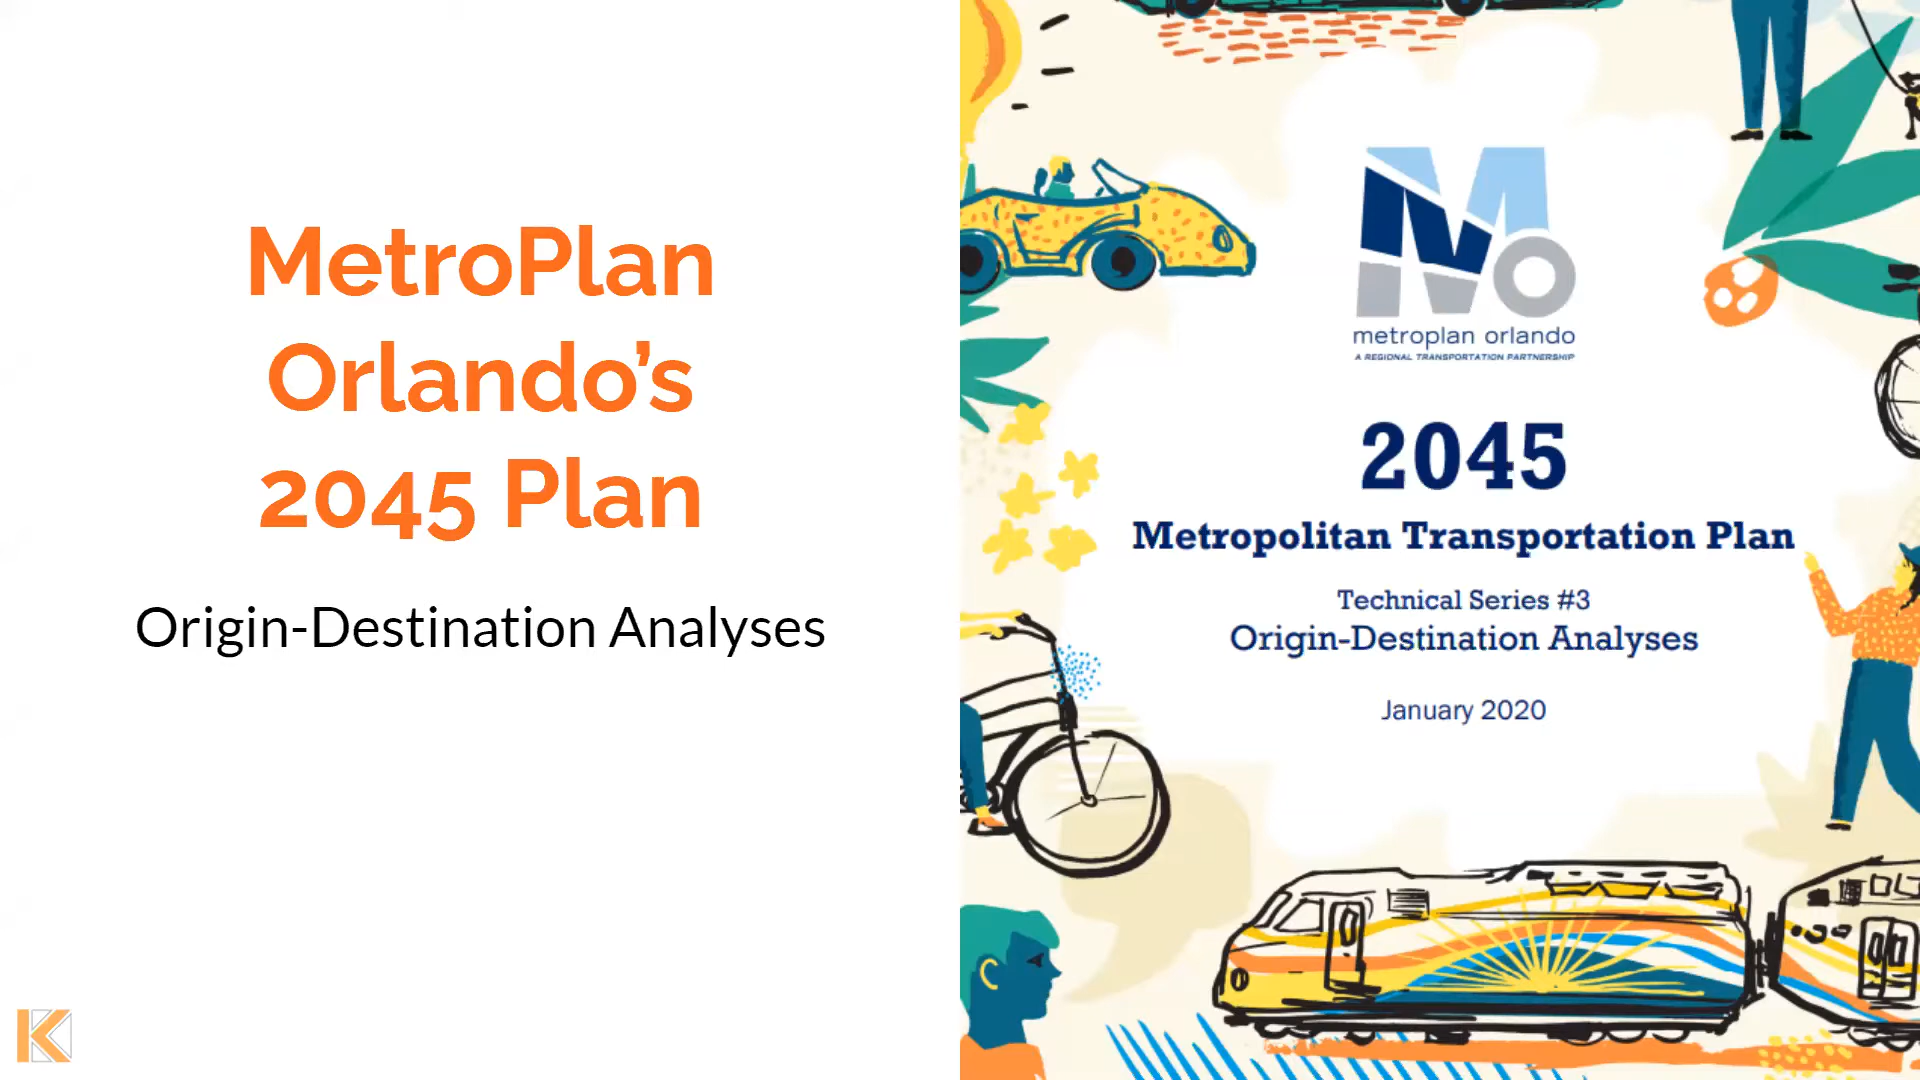 MetroPlan
Orlando’s
2045 Plan
Origin-Destination Analyses
K
metroplan orlando
A REGIONAL TRANSPORTATION PARTNERSHIP
2045
Metropolitan Transportation Plan
Technical Series #3
Origin-Destination Analyses
January 2020